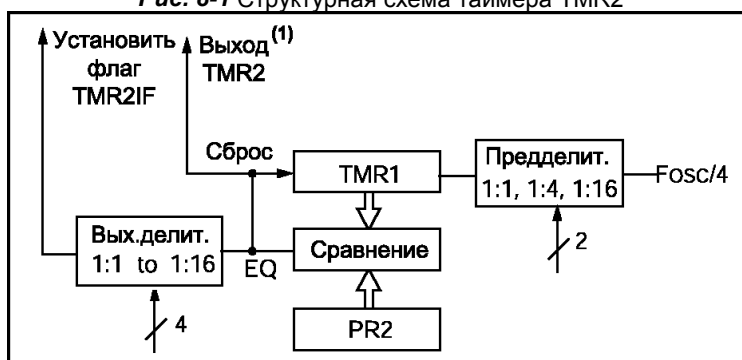 Рис. 6-1 Структурная схема таймера TMR2
Установить
флаг
TMR2IF
Выход(1)
TMR2
Сброс
TMR1
Предделит.
1:1, 1:4, 1:16
Fosc/4
Вых.делит.
1:1 to 1:16
EQ
Сравнение
2
4
PR2